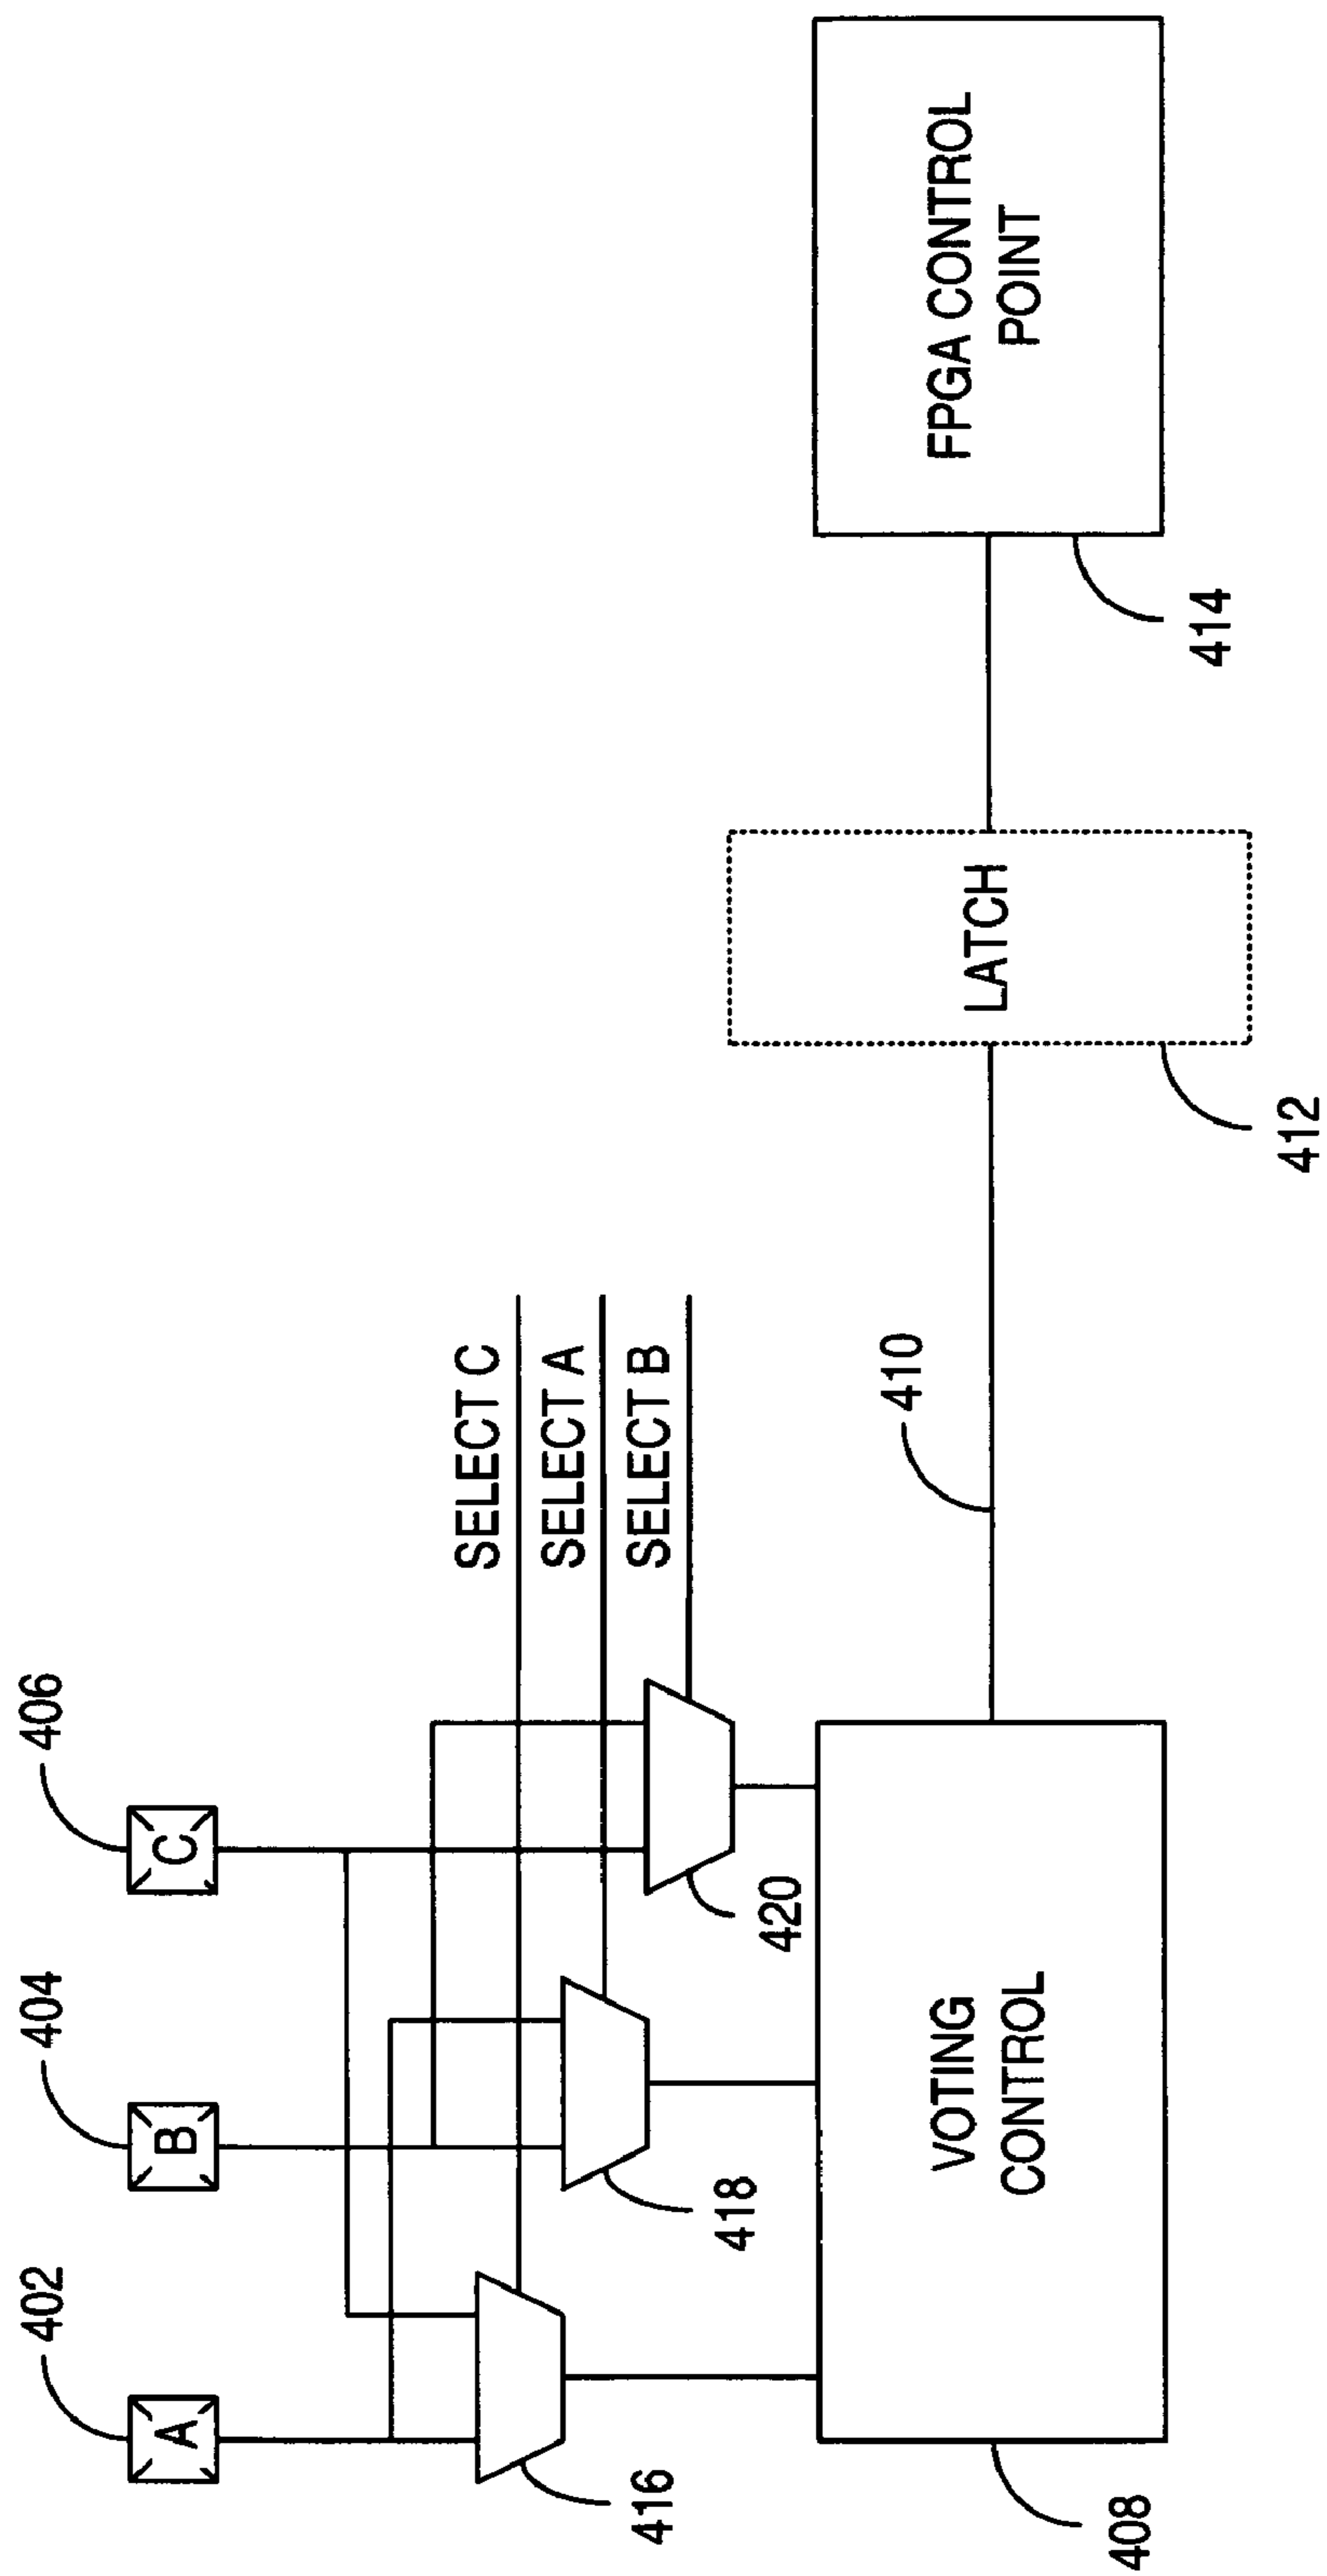 402
404
406
A
B
C
SELECT C
SELECT A
SELECT B
416
418
420
410
VOTING
CONTROL
LATCH
FPGA CONTROL
POINT
408
412
414